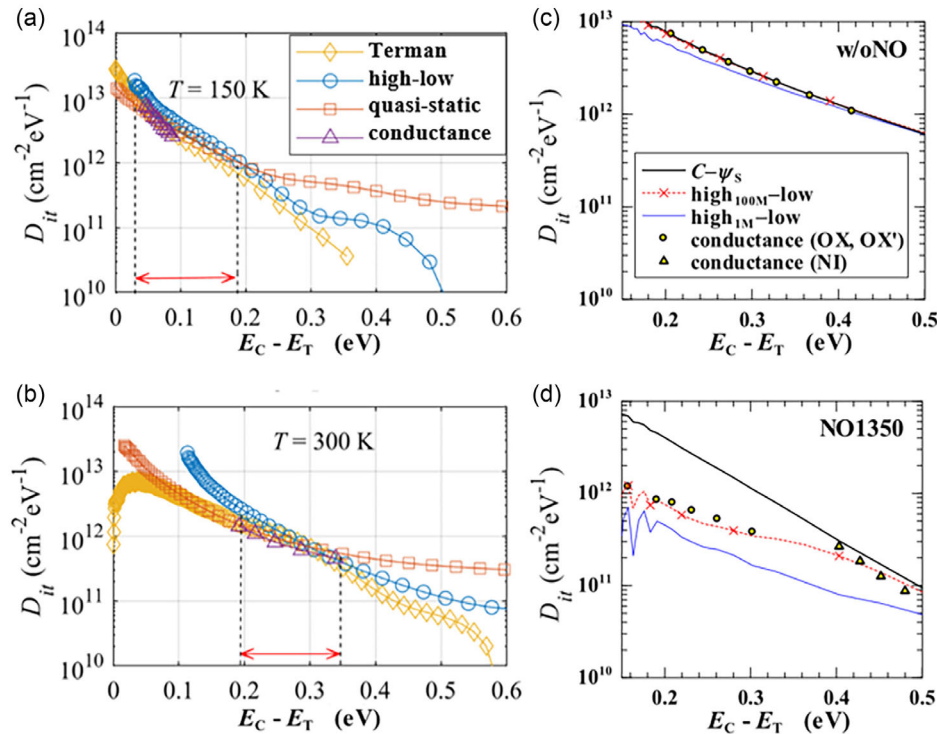 (a)
10^14
10^13
10^12
10^11
10^10
D_it (cm^-2eV^-1)
T = 150 K
Terman
high-low
quasi-static
conductance
0
0.1
0.2
0.3
0.4
0.5
0.6
E_C - E_T (eV)
(c)
10^13
10^12
10^11
10^10
D_it (cm^-2eV^-1)
w/oNO
C−ψ_S
high_100M−low
high_1M−low
conductance (OX, OX')
conductance (NI)
0.2
0.3
0.4
0.5
E_C - E_T (eV)
(b)
10^14
10^13
10^12
10^11
10^10
D_it (cm^-2eV^-1)
T = 300 K
0
0.1
0.2
0.3
0.4
0.5
0.6
E_C - E_T (eV)
(d)
10^13
10^12
10^11
10^10
D_it (cm^-2eV^-1)
NO1350
0.2
0.3
0.4
0.5
E_C - E_T (eV)